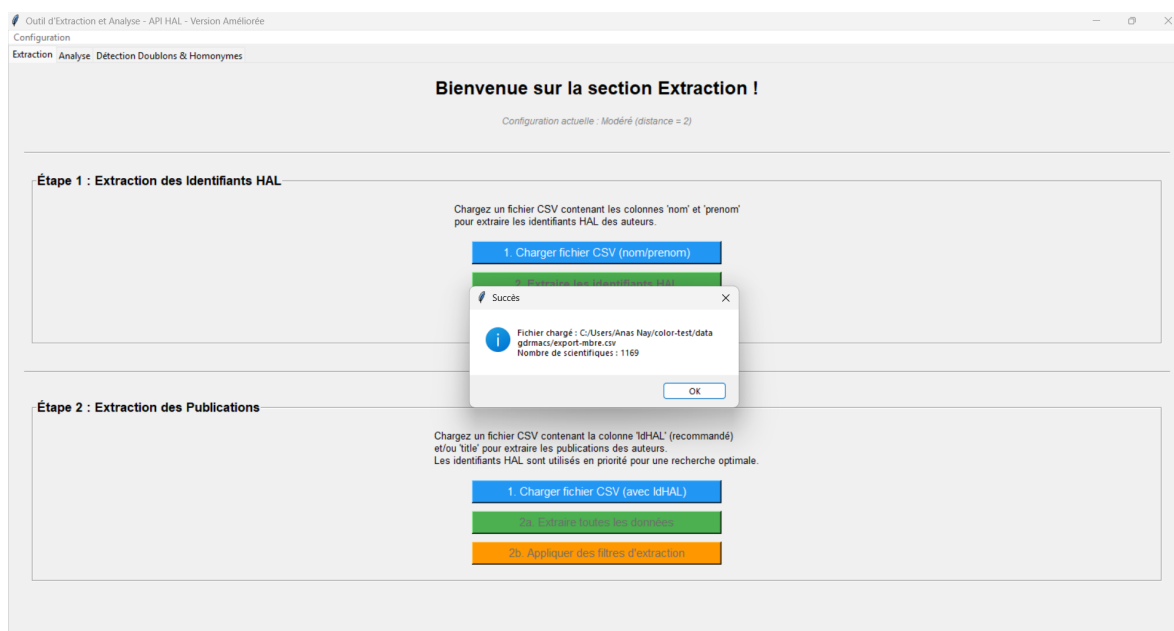 Outil d'Extraction et Analyse - API HAL - Version Améliorée
Configuration
Extraction Analyse Détection Doublons & Homonymes
Bienvenue sur la section Extraction !
Configuration actuelle : Modéré (distance = 2)
Étape 1 : Extraction des Identifiants HAL
Chargez un fichier CSV contenant les colonnes 'nom' et 'prenom'
pour extraire les identifiants HAL des auteurs.
1. Charger fichier CSV (nom/prenom)
2. Extraire les identifiants HAL
Succès
Fichier chargé : C:/Users/Anas Nay/color-test/data
gdrmacs/export-mbre.csv
Nombre de scientifiques : 1169
OK
Étape 2 : Extraction des Publications
Chargez un fichier CSV contenant la colonne 'IdHAL' (recommandé)
et/ou 'title' pour extraire les publications des auteurs.
Les identifiants HAL sont utilisés en priorité pour une recherche optimale.
1. Charger fichier CSV (avec IdHAL)
2a. Extraire toutes les données
2b. Appliquer des filtres d'extraction